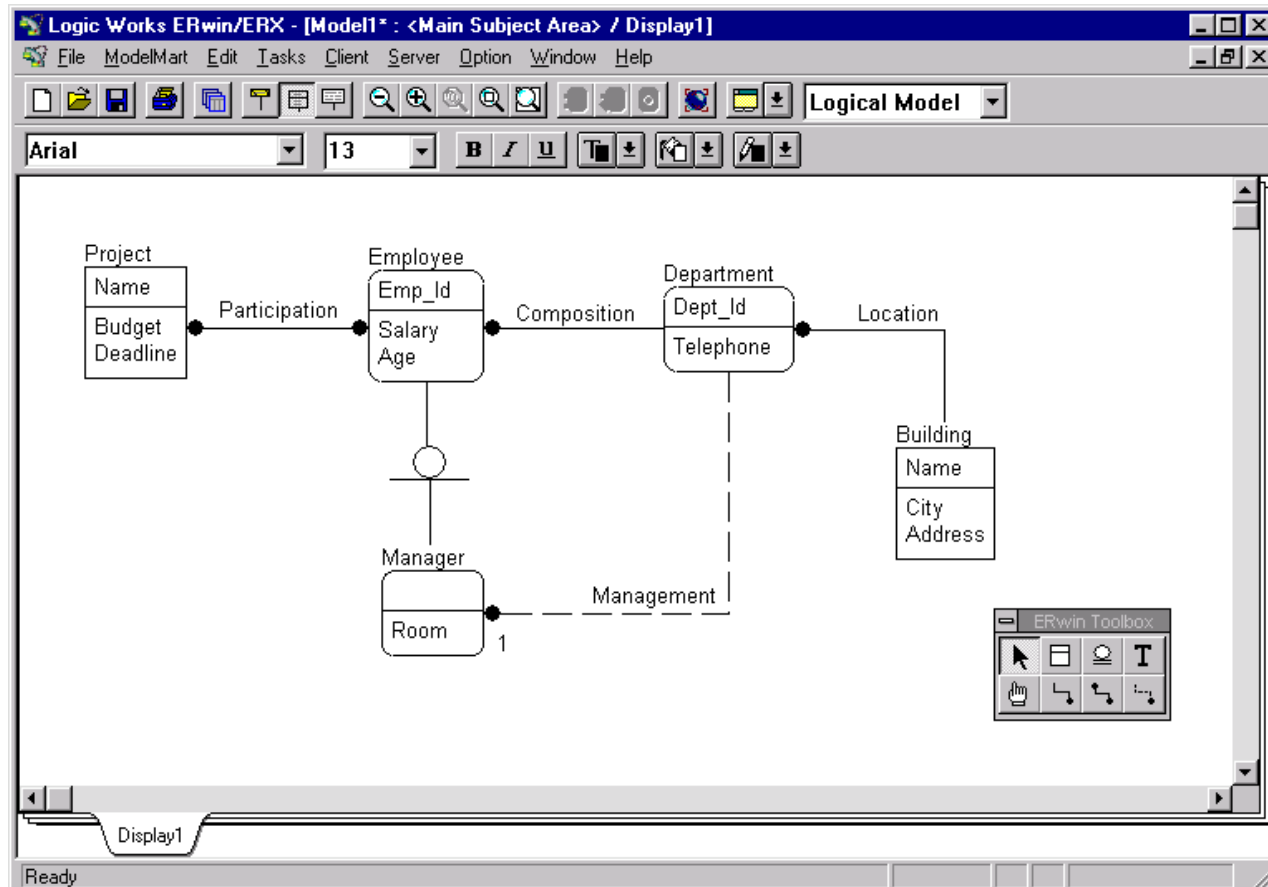 Logic Works ERwin/ERX - [Model1* : <Main Subject Area> / Display1]
File ModelMart Edit Tasks Client Server Option Window Help
Logical Model
Arial 13 B I U
Project
Name
Budget
Deadline
Participation
Employee
Emp_Id
Salary
Age
Composition
Department
Dept_Id
Telephone
Location
Building
Name
City
Address
Manager
Room
1
Management
ERwin Toolbox
T
Display1
Ready